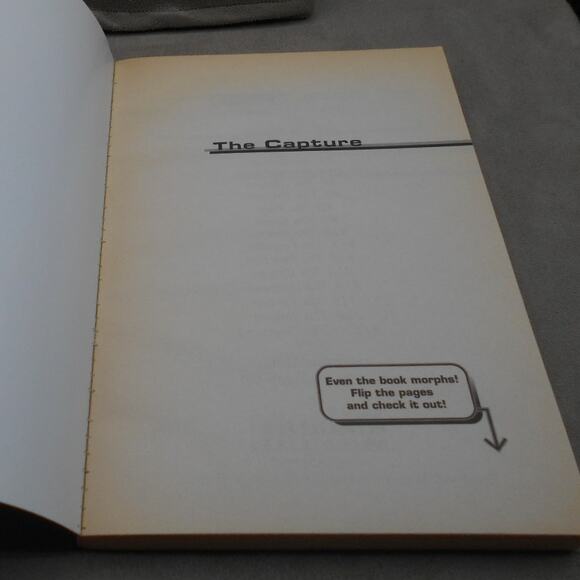 The Capture
Even the book morphs!
Flip the pages
and check it out!